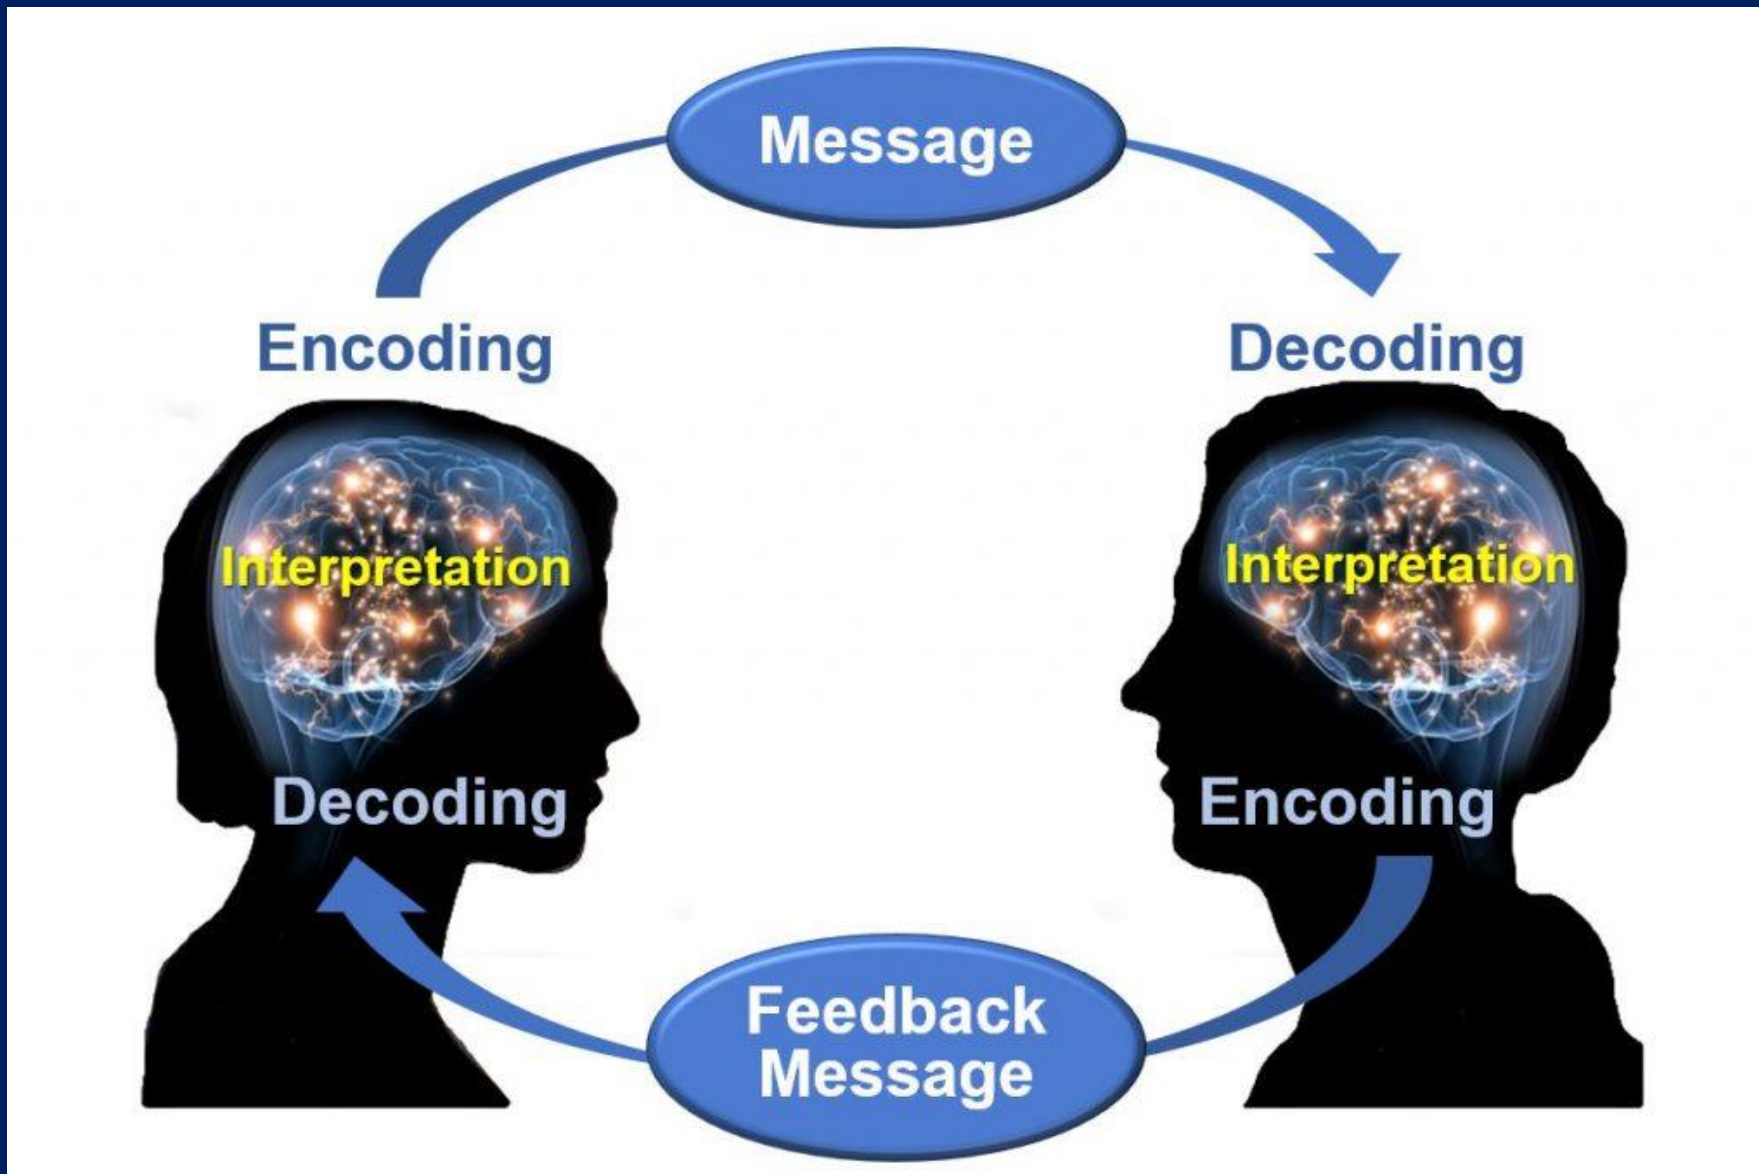 Message
Encoding
Decoding
Interpretation
Interpretation
Decoding
Encoding
Feedback
Message